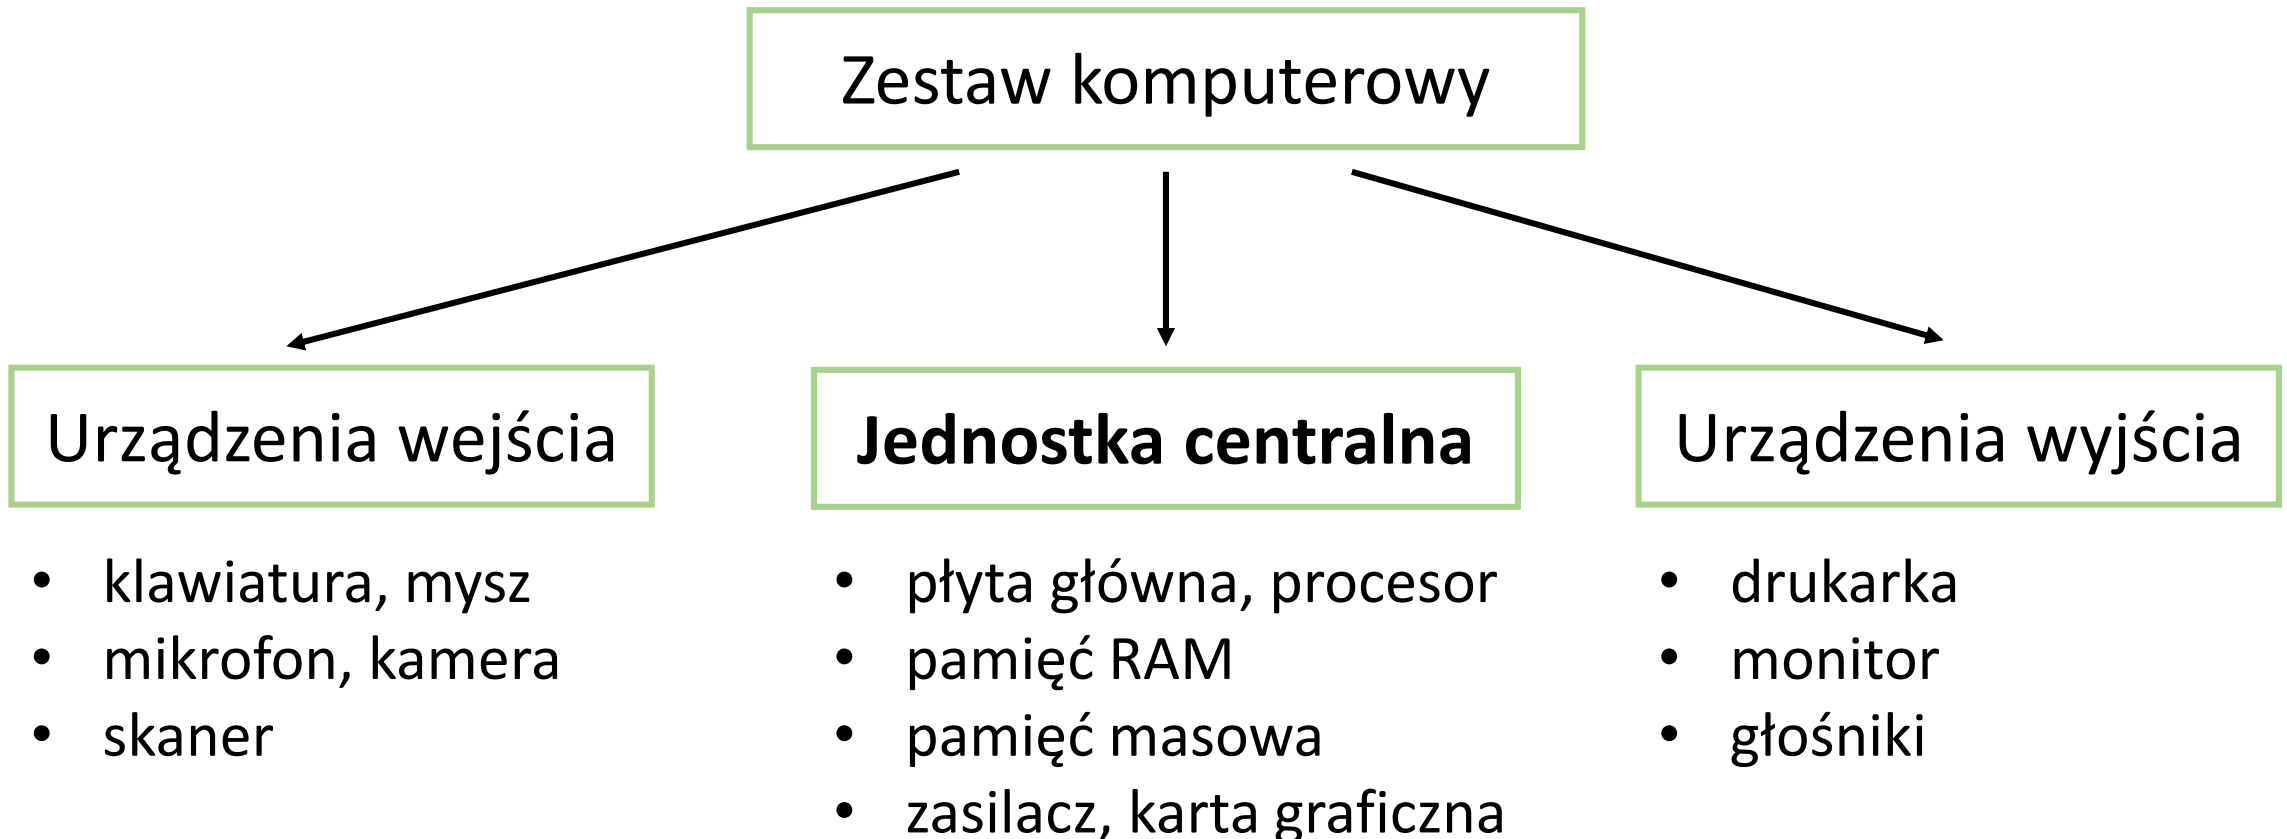 Zestaw komputerowy
Urządzenia wejścia
• klawiatura, mysz
• mikrofon, kamera
• skaner
Jednostka centralna
• płyta główna, procesor
• pamięć RAM
• pamięć masowa
• zasilacz, karta graficzna
Urządzenia wyjścia
• drukarka
• monitor
• głośniki